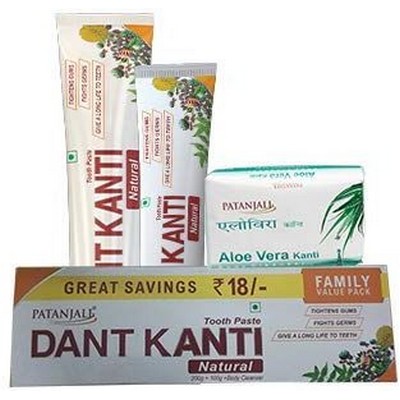 TIGHTENS GUMS
FIGHTS GERMS
GIVE A LONG LIFE TO TEETH
Tooth Paste
DANT KANTI
Natural
TIGHTENS GUMS
FIGHTS GERMS
GIVE A LONG LIFE TO TEETH
Tooth Paste
NT KANTI
Natural
Aloe Vera
PATANJALI
एलोविरा कान्ति
Aloe Vera Kanti
GREAT SAVINGS ₹18/-
FAMILY
VALUE PACK
PATANJALI
Tooth Paste
DANT KANTI
Natural
200g + 100g +Body Cleanser
TIGHTENS GUMS
FIGHTS GERMS
GIVE A LONG LIFE TO TEETH